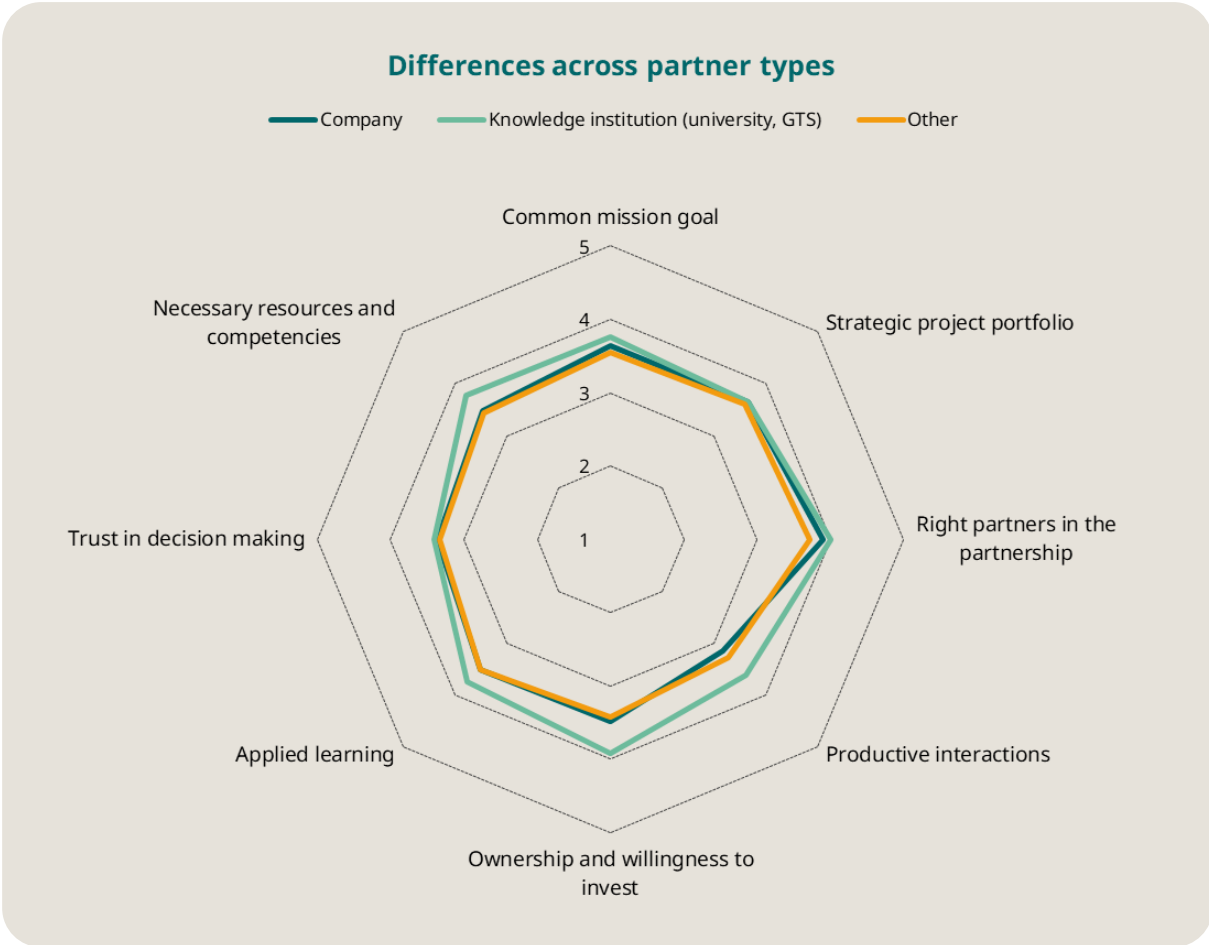 Differences across partner types
Company Knowledge institution (university, GTS) Other
Common mission goal
5
Necessary resources and
competencies
4
Strategic project portfolio
3
2
Right partners in the
partnership
Trust in decision making
1
Applied learning
Productive interactions
Ownership and willingness to
invest